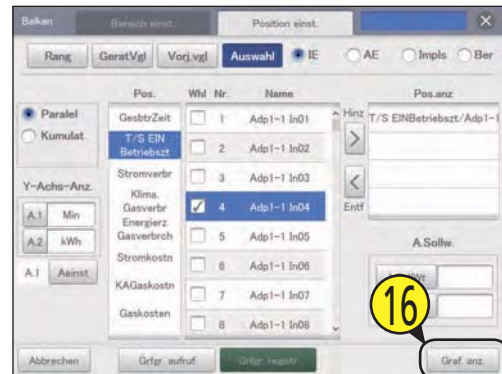 Balken
Bereich einst.
Position einst.
Rang
GeratVgl
Vorj.vgl
Auswahl
IE
AE
Impls
Ber
Paralel
Kumulat.
Y-Achs-Anz.
A.1 Min
A.2 kWh
A.1 Aeinst
Pos.
GesbtrZeit
T/S EIN
Betriebszt
Stromverbr
Klima.
Gasverbr
Energierz
Gasverbrch
Stromkostn
KAGaskostn
Gaskosten
Whl Nr. Name
1 Adp1-1 In01
2 Adp1-1 In02
3 Adp1-1 In03
4 Adp1-1 In04
5 Adp1-1 In05
6 Adp1-1 In06
7 Adp1-1 In07
8 Adp1-1 In08
Hinz
>
<
Entf
Pos.anz
T/S EINBetriebszt/Adp1-1
A.Sollw.
16
Abbrechen
Grfgr. aufruf
Grfgr. registr
Graf. anz.